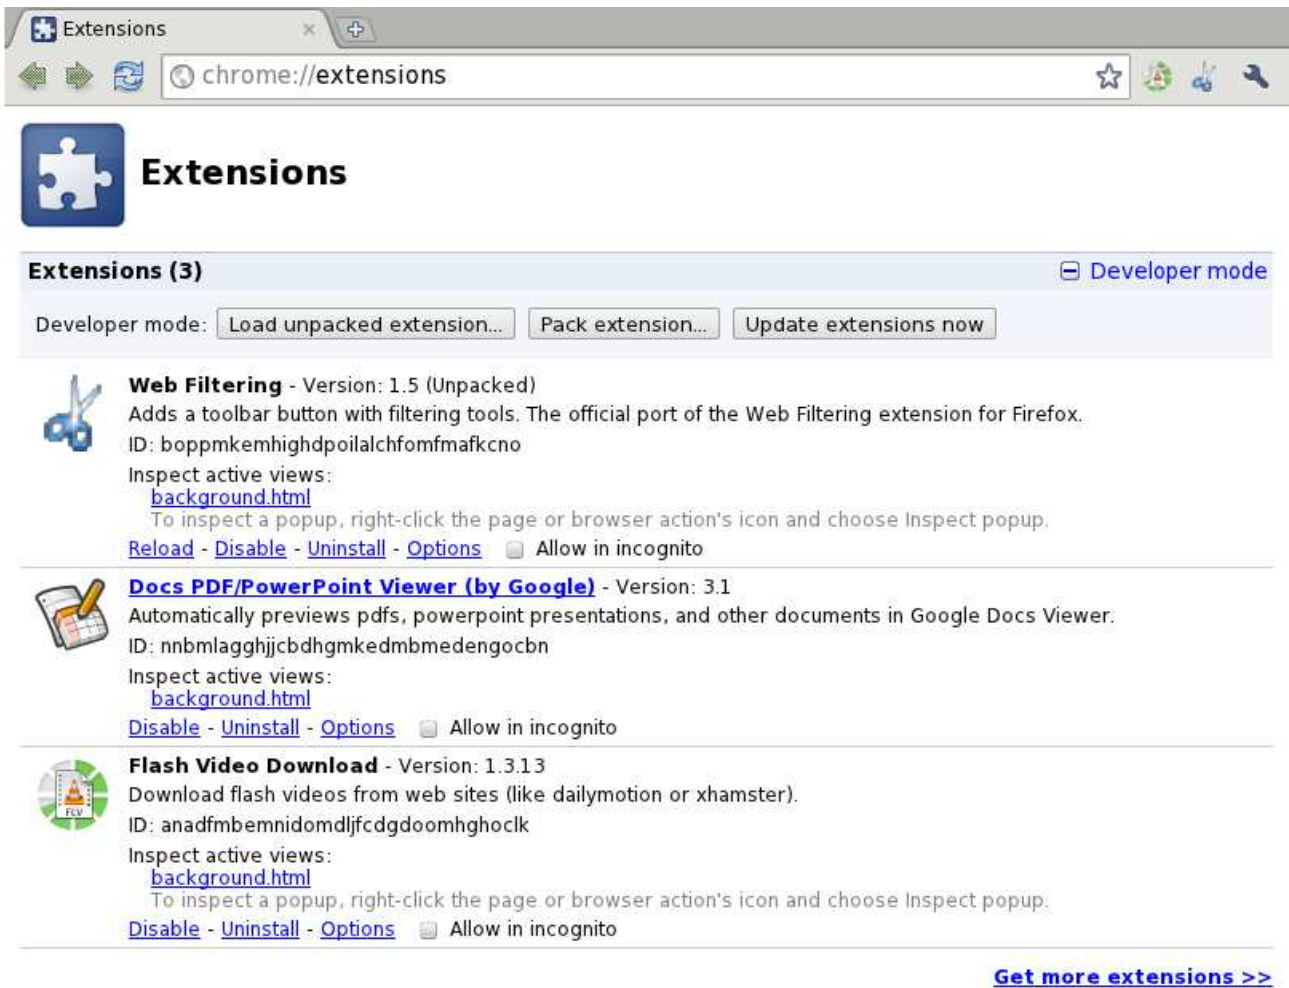 Extensions
chrome://extensions
Extensions
Extensions (3)
Developer mode
Developer mode: Load unpacked extension... Pack extension... Update extensions now
Web Filtering - Version: 1.5 (Unpacked)
Adds a toolbar button with filtering tools. The official port of the Web Filtering extension for Firefox.
ID: boppmkemhighdpoilalchfomfmafkcno
Inspect active views:
background.html
To inspect a popup, right-click the page or browser action's icon and choose Inspect popup.
Reload - Disable - Uninstall - Options Allow in incognito
Docs PDF/PowerPoint Viewer (by Google) - Version: 3.1
Automatically previews pdfs, powerpoint presentations, and other documents in Google Docs Viewer.
ID: nnbmlagghjjcbdhgmkedmbmedengocbn
Inspect active views:
background.html
Disable - Uninstall - Options Allow in incognito
FLV
Flash Video Download - Version: 1.3.13
Download flash videos from web sites (like dailymotion or xhamster).
ID: anadfmbemnidomdljfcdgdoomhghoclk
Inspect active views:
background.html
To inspect a popup, right-click the page or browser action's icon and choose Inspect popup.
Disable - Uninstall - Options Allow in incognito
Get more extensions >>